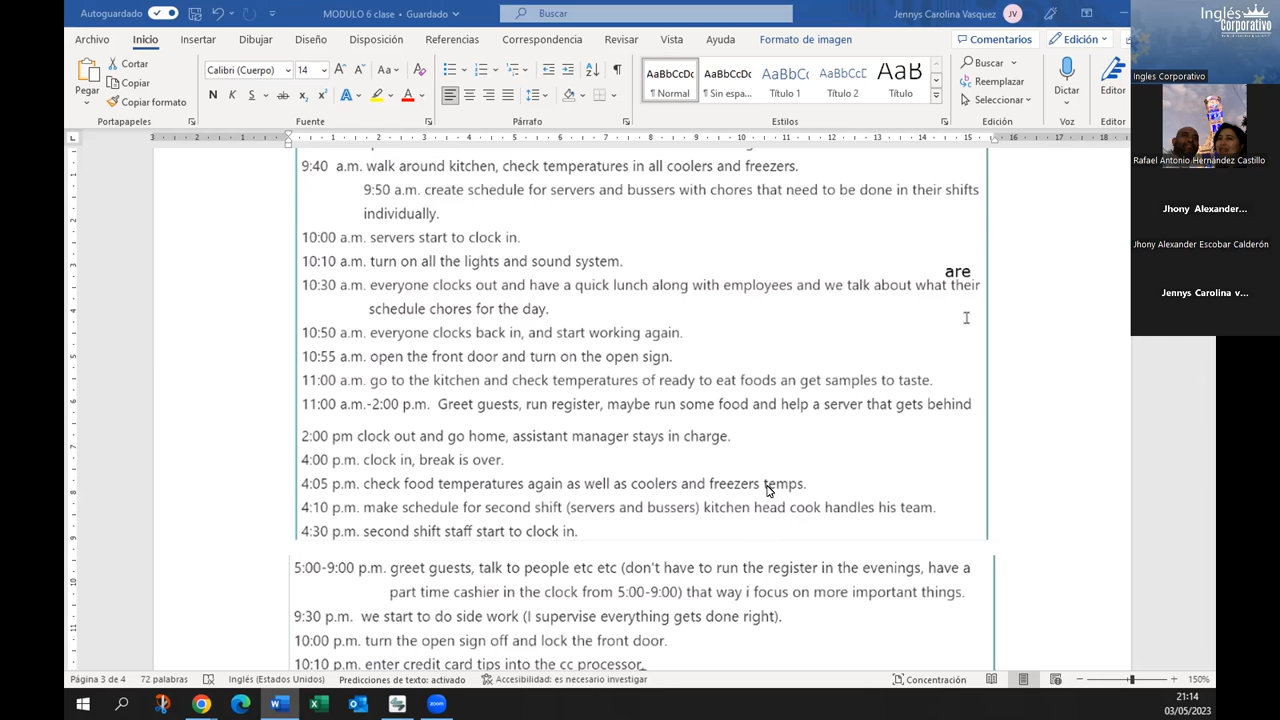 Autoguardado
MODULO 6 clase • Guardado
Buscar
Jennys Carolina Vasquez
JV
Archivo
Inicio
Insertar
Dibujar
Diseño
Disposición
Referencias
Correspondencia
Revisar
Vista
Ayuda
Formato de imagen
Comentarios
Edición
Pegar
Cortar
Copiar
Copiar formato
Portapapeles
Calibri (Cuerpo)
14
Fuente
Párrafo
AaBbCcDc
¶ Normal
AaBbCcDc
¶ Sin espa...
AaBbCcD
Título 1
AaBbCcD
Título 2
AaB
Título
Estilos
Buscar
Reemplazar
Seleccionar
Edición
Dictar
Voz
Editor
Editor
9:40 a.m. walk around kitchen, check temperatures in all coolers and freezers.
9:50 a.m. create schedule for servers and bussers with chores that need to be done in their shifts
individually.
10:00 a.m. servers start to clock in.
10:10 a.m. turn on all the lights and sound system.
are
10:30 a.m. everyone clocks out and have a quick lunch along with employees and we talk about what their
schedule chores for the day.
10:50 a.m. everyone clocks back in, and start working again.
10:55 a.m. open the front door and turn on the open sign.
11:00 a.m. go to the kitchen and check temperatures of ready to eat foods an get samples to taste.
11:00 a.m.-2:00 p.m. Greet guests, run register, maybe run some food and help a server that gets behind
2:00 pm clock out and go home, assistant manager stays in charge.
4:00 p.m. clock in, break is over.
4:05 p.m. check food temperatures again as well as coolers and freezers temps.
4:10 p.m. make schedule for second shift (servers and bussers) kitchen head cook handles his team.
4:30 p.m. second shift staff start to clock in.
5:00-9:00 p.m. greet guests, talk to people etc etc (don't have to run the register in the evenings, have a
part time cashier in the clock from 5:00-9:00) that way i focus on more important things.
9:30 p.m. we start to do side work (I supervise everything gets done right).
10:00 p.m. turn the open sign off and lock the front door.
10:10 p.m. enter credit card tips into the cc processor.
Página 3 de 4
72 palabras
Inglés (Estados Unidos)
Predicciones de texto: activado
Accesibilidad: es necesario investigar
Concentración
150%
21:14
03/05/2023
Inglés
Corporativo
Ingles Corporativo
Rafael Antonio Hernandez Castillo
Jhony Alexander...
Jhony Alexander Escobar Calderón
Jennys Carolina v...